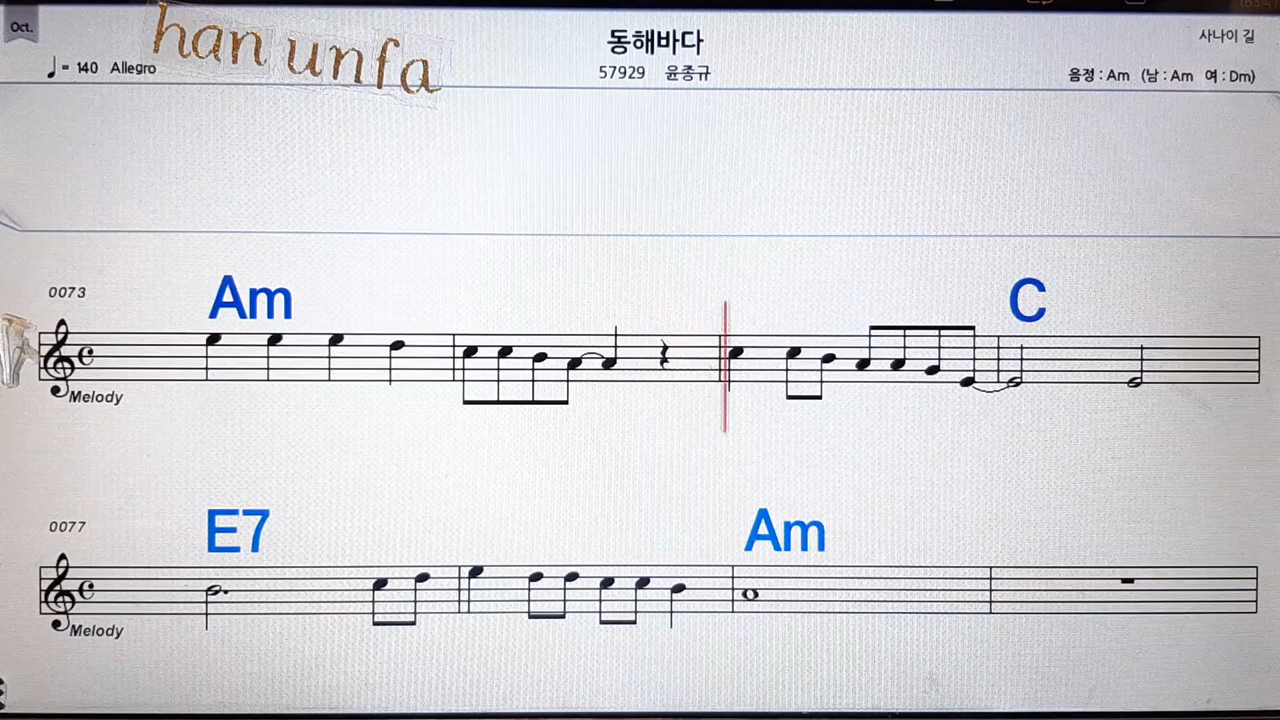 Oct.
han unfa
동해바다
사나이 길
♩= 140 Allegro
57929 윤종규
음정 : Am (남 : Am 여 : Dm)
0073
Am
C
Melody
0077
E7
Am
Melody